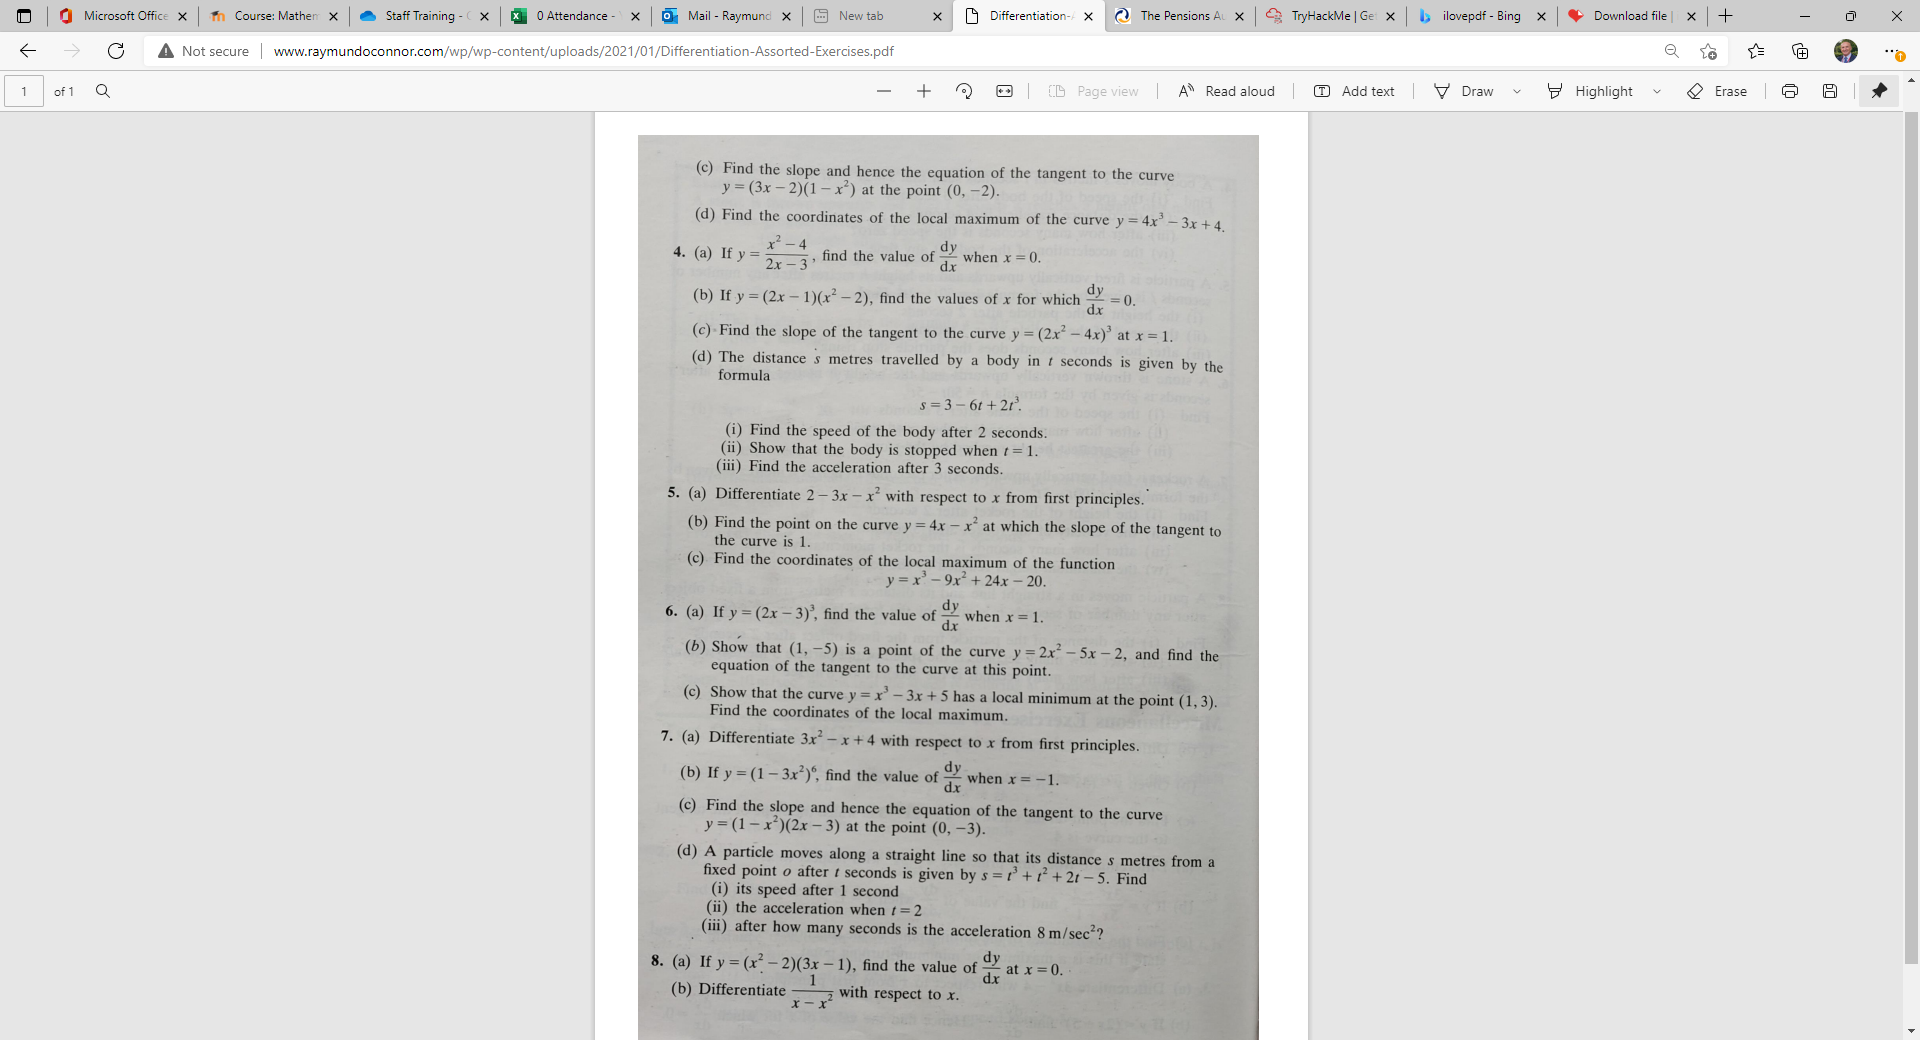 Microsoft Office
Course: Mathem
Staff Training -
0 Attendance -
Mail - Raymund
New tab
Differentiation-
The Pensions Au
TryHackMe | Ge
ilovepdf - Bing
Download file |
Not secure
www.raymundoconnor.com/wp/wp-content/uploads/2021/01/Differentiation-Assorted-Exercises.pdf
1 of 1
Page view
Read aloud
Add text
Draw
Highlight
Erase
(c) Find the slope and hence the equation of the tangent to the curve
y = (3x − 2)(1 − x²) at the point (0, −2).
(d) Find the coordinates of the local maximum of the curve y = 4x³ − 3x + 4.
4. (a) If y = (x² − 4)/(2x − 3), find the value of dy/dx when x = 0.
(b) If y = (2x − 1)(x² − 2), find the values of x for which dy/dx = 0.
(c) Find the slope of the tangent to the curve y = (2x² − 4x)³ at x = 1.
(d) The distance s metres travelled by a body in t seconds is given by the
formula
s = 3 − 6t + 2t³.
(i) Find the speed of the body after 2 seconds.
(ii) Show that the body is stopped when t = 1.
(iii) Find the acceleration after 3 seconds.
5. (a) Differentiate 2 − 3x − x² with respect to x from first principles.
(b) Find the point on the curve y = 4x − x² at which the slope of the tangent to
the curve is 1.
(c) Find the coordinates of the local maximum of the function
y = x³ − 9x² + 24x − 20.
6. (a) If y = (2x − 3)³, find the value of dy/dx when x = 1.
(b) Show that (1, −5) is a point of the curve y = 2x² − 5x − 2, and find the
equation of the tangent to the curve at this point.
(c) Show that the curve y = x³ − 3x + 5 has a local minimum at the point (1, 3).
Find the coordinates of the local maximum.
7. (a) Differentiate 3x² − x + 4 with respect to x from first principles.
(b) If y = (1 − 3x²)⁶, find the value of dy/dx when x = −1.
(c) Find the slope and hence the equation of the tangent to the curve
y = (1 − x²)(2x − 3) at the point (0, −3).
(d) A particle moves along a straight line so that its distance s metres from a
fixed point o after t seconds is given by s = t³ + t² + 2t − 5. Find
(i) its speed after 1 second
(ii) the acceleration when t = 2
(iii) after how many seconds is the acceleration 8 m/sec²?
8. (a) If y = (x² − 2)(3x − 1), find the value of dy/dx at x = 0.
(b) Differentiate 1/(x − x²) with respect to x.